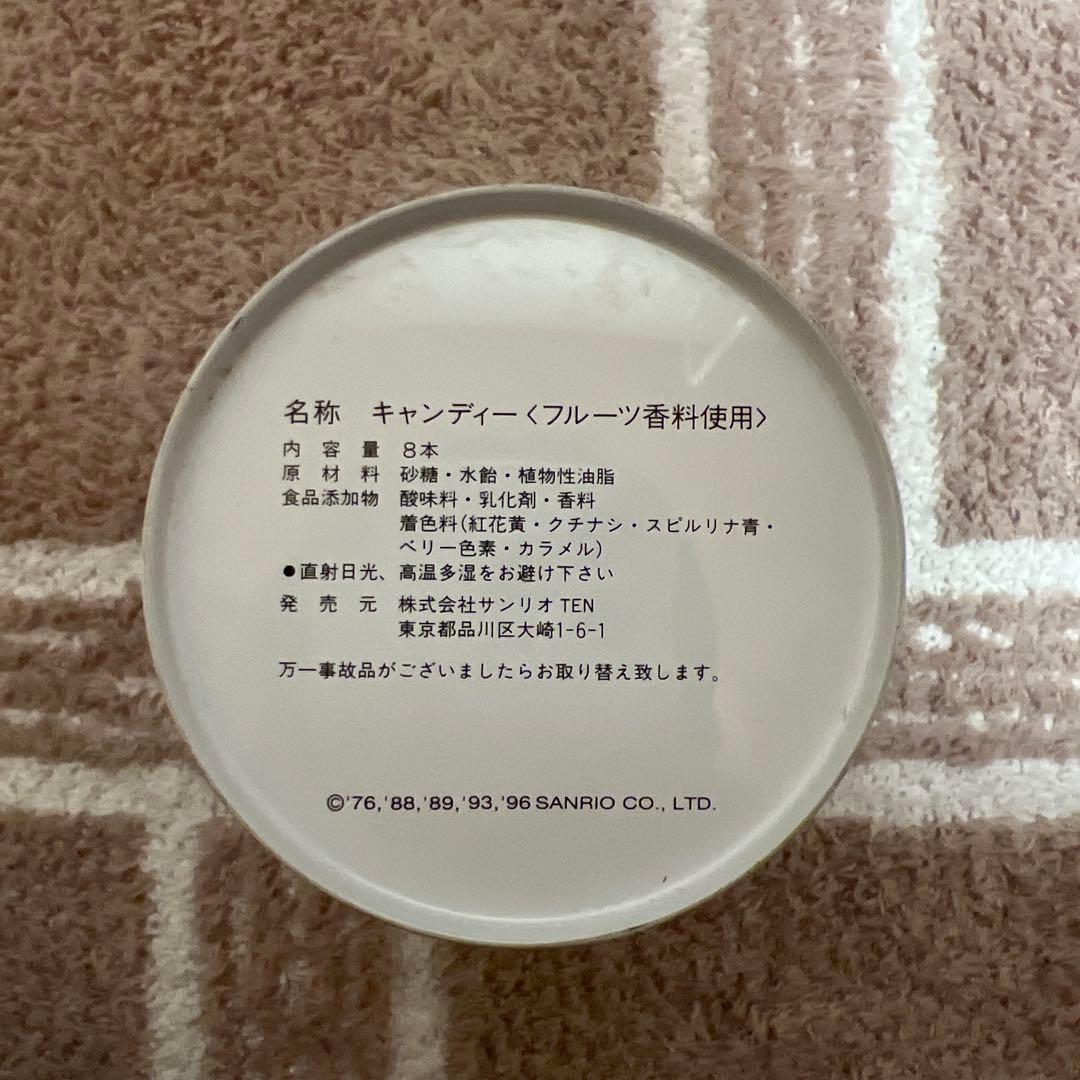 名称 キャンディー〈フルーツ香料使用〉
内容量 8本
原材料 砂糖・水飴・植物性油脂
食品添加物 酸味料・乳化剤・香料
着色料(紅花黄・クチナシ・スピルリナ青・
ベリー色素・カラメル)
●直射日光、高温多湿をお避け下さい
発売元 株式会社サンリオ TEN
東京都品川区大崎1-6-1
万一事故品がございましたらお取り替え致します。
©'76,'88,'89,'93,'96 SANRIO CO., LTD.